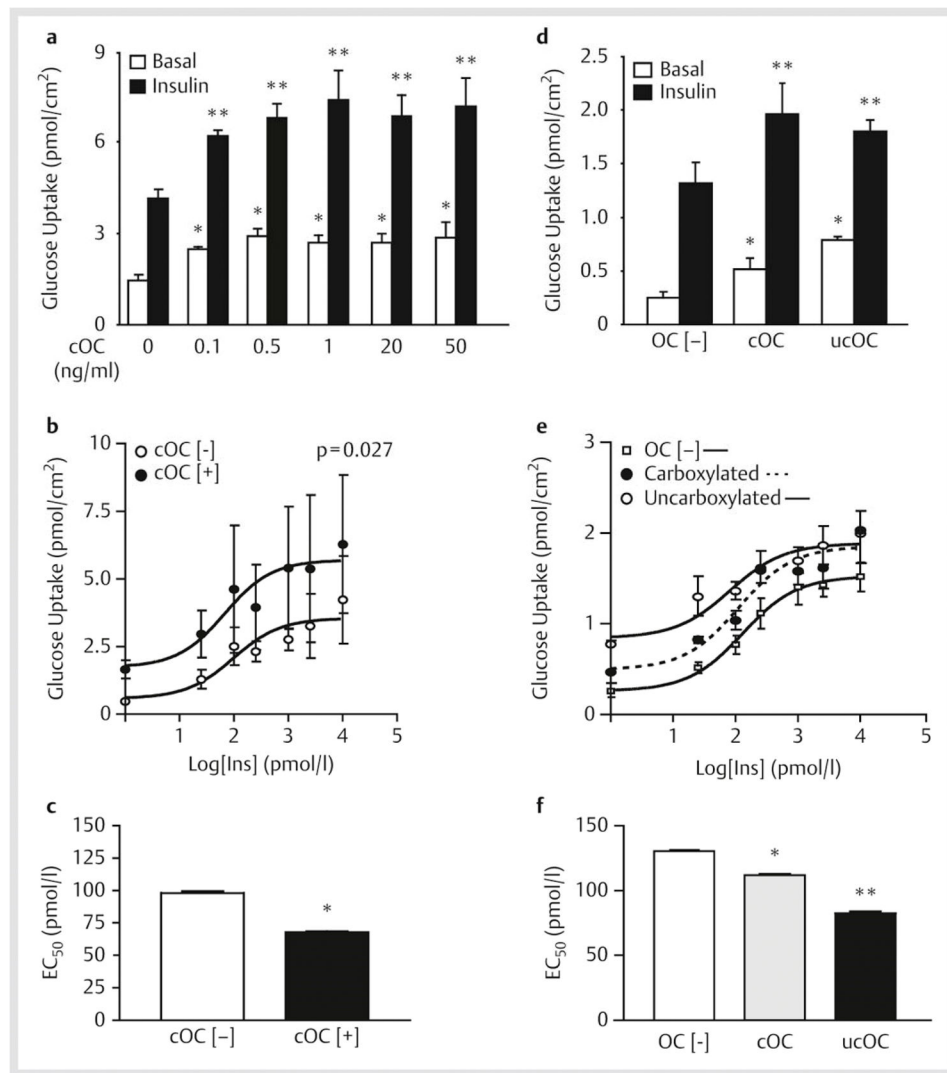 a
Basal
Insulin
Glucose Uptake (pmol/cm²)
9
6
3
0
* * * * *
** ** ** ** **
cOC
(ng/ml)
0 0.1 0.5 1 20 50
d
Basal
Insulin
Glucose Uptake (pmol/cm²)
2.5
2.0
1.5
1.0
0.5
0
* *
** **
OC [–] cOC ucOC
b
cOC [-]
cOC [+]
p=0.027
Glucose Uptake (pmol/cm²)
10
7.5
5.0
2.5
0
1 2 3 4 5
Log[Ins] (pmol/l)
e
OC [–]
Carboxylated
Uncarboxylated
Glucose Uptake (pmol/cm²)
3
2
1
0
1 2 3 4 5
Log[Ins] (pmol/l)
c
EC₅₀ (pmol/l)
150
125
100
75
50
25
0
*
cOC [–] cOC [+]
f
EC₅₀ (pmol/l)
150
125
100
75
50
25
0
*
**
OC [-] cOC ucOC